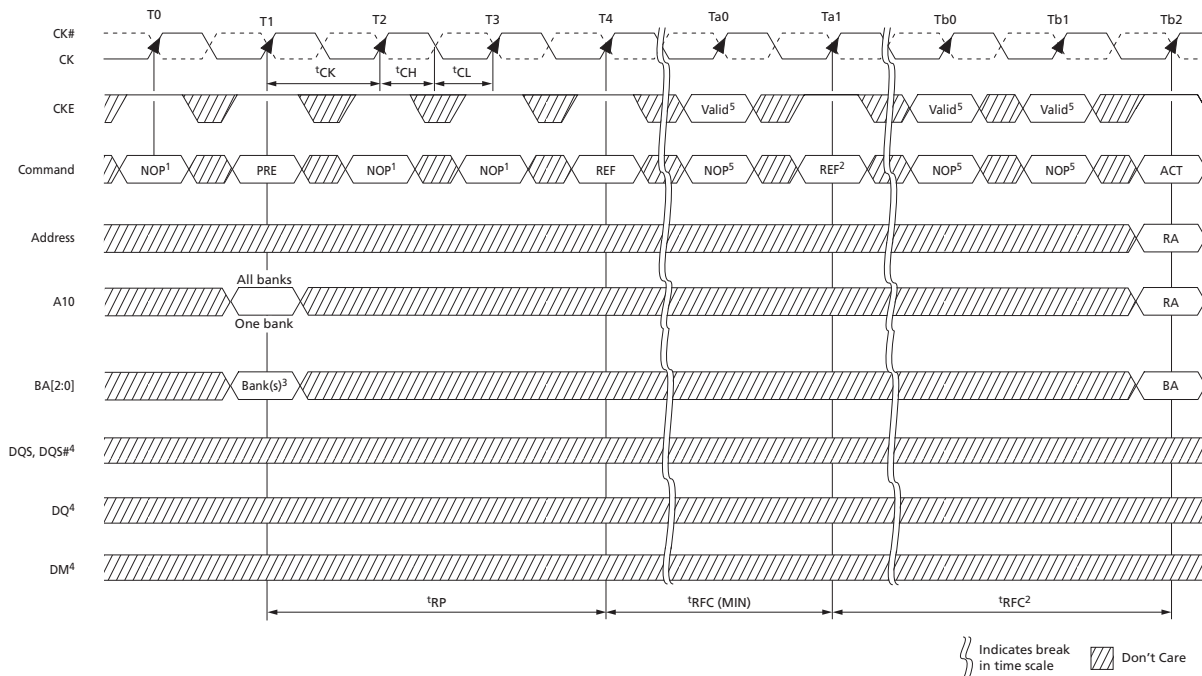 T0 T1 T2 T3 T4 Ta0 Ta1 Tb0 Tb1 Tb2
CK#
CK
tCK tCH tCL
CKE Valid5 Valid5 Valid5
Command NOP1 PRE NOP1 NOP1 REF NOP5 REF2 NOP5 NOP5 ACT
Address RA
All banks
A10 RA
One bank
BA[2:0] Bank(s)3 BA
DQS, DQS#4
DQ4
DM4
tRP tRFC (MIN) tRFC2
Indicates break
in time scale
Don't Care